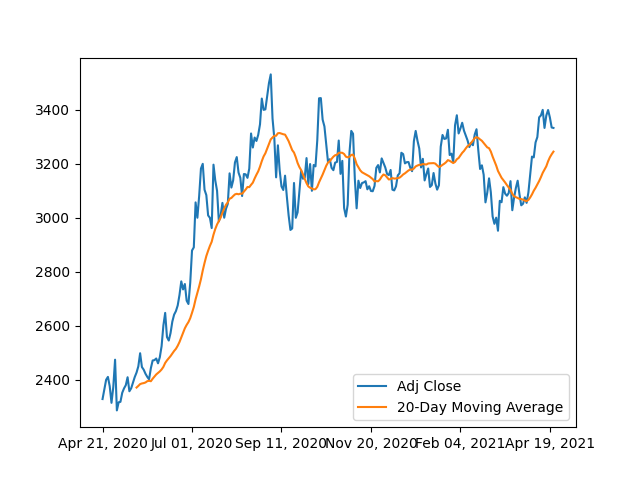 3400
3200
3000
2800
2600
2400
Adj Close
20-Day Moving Average
Apr 21, 2020 Jul 01, 2020 Sep 11, 2020 Nov 20, 2020 Feb 04, 2021 Apr 19, 2021